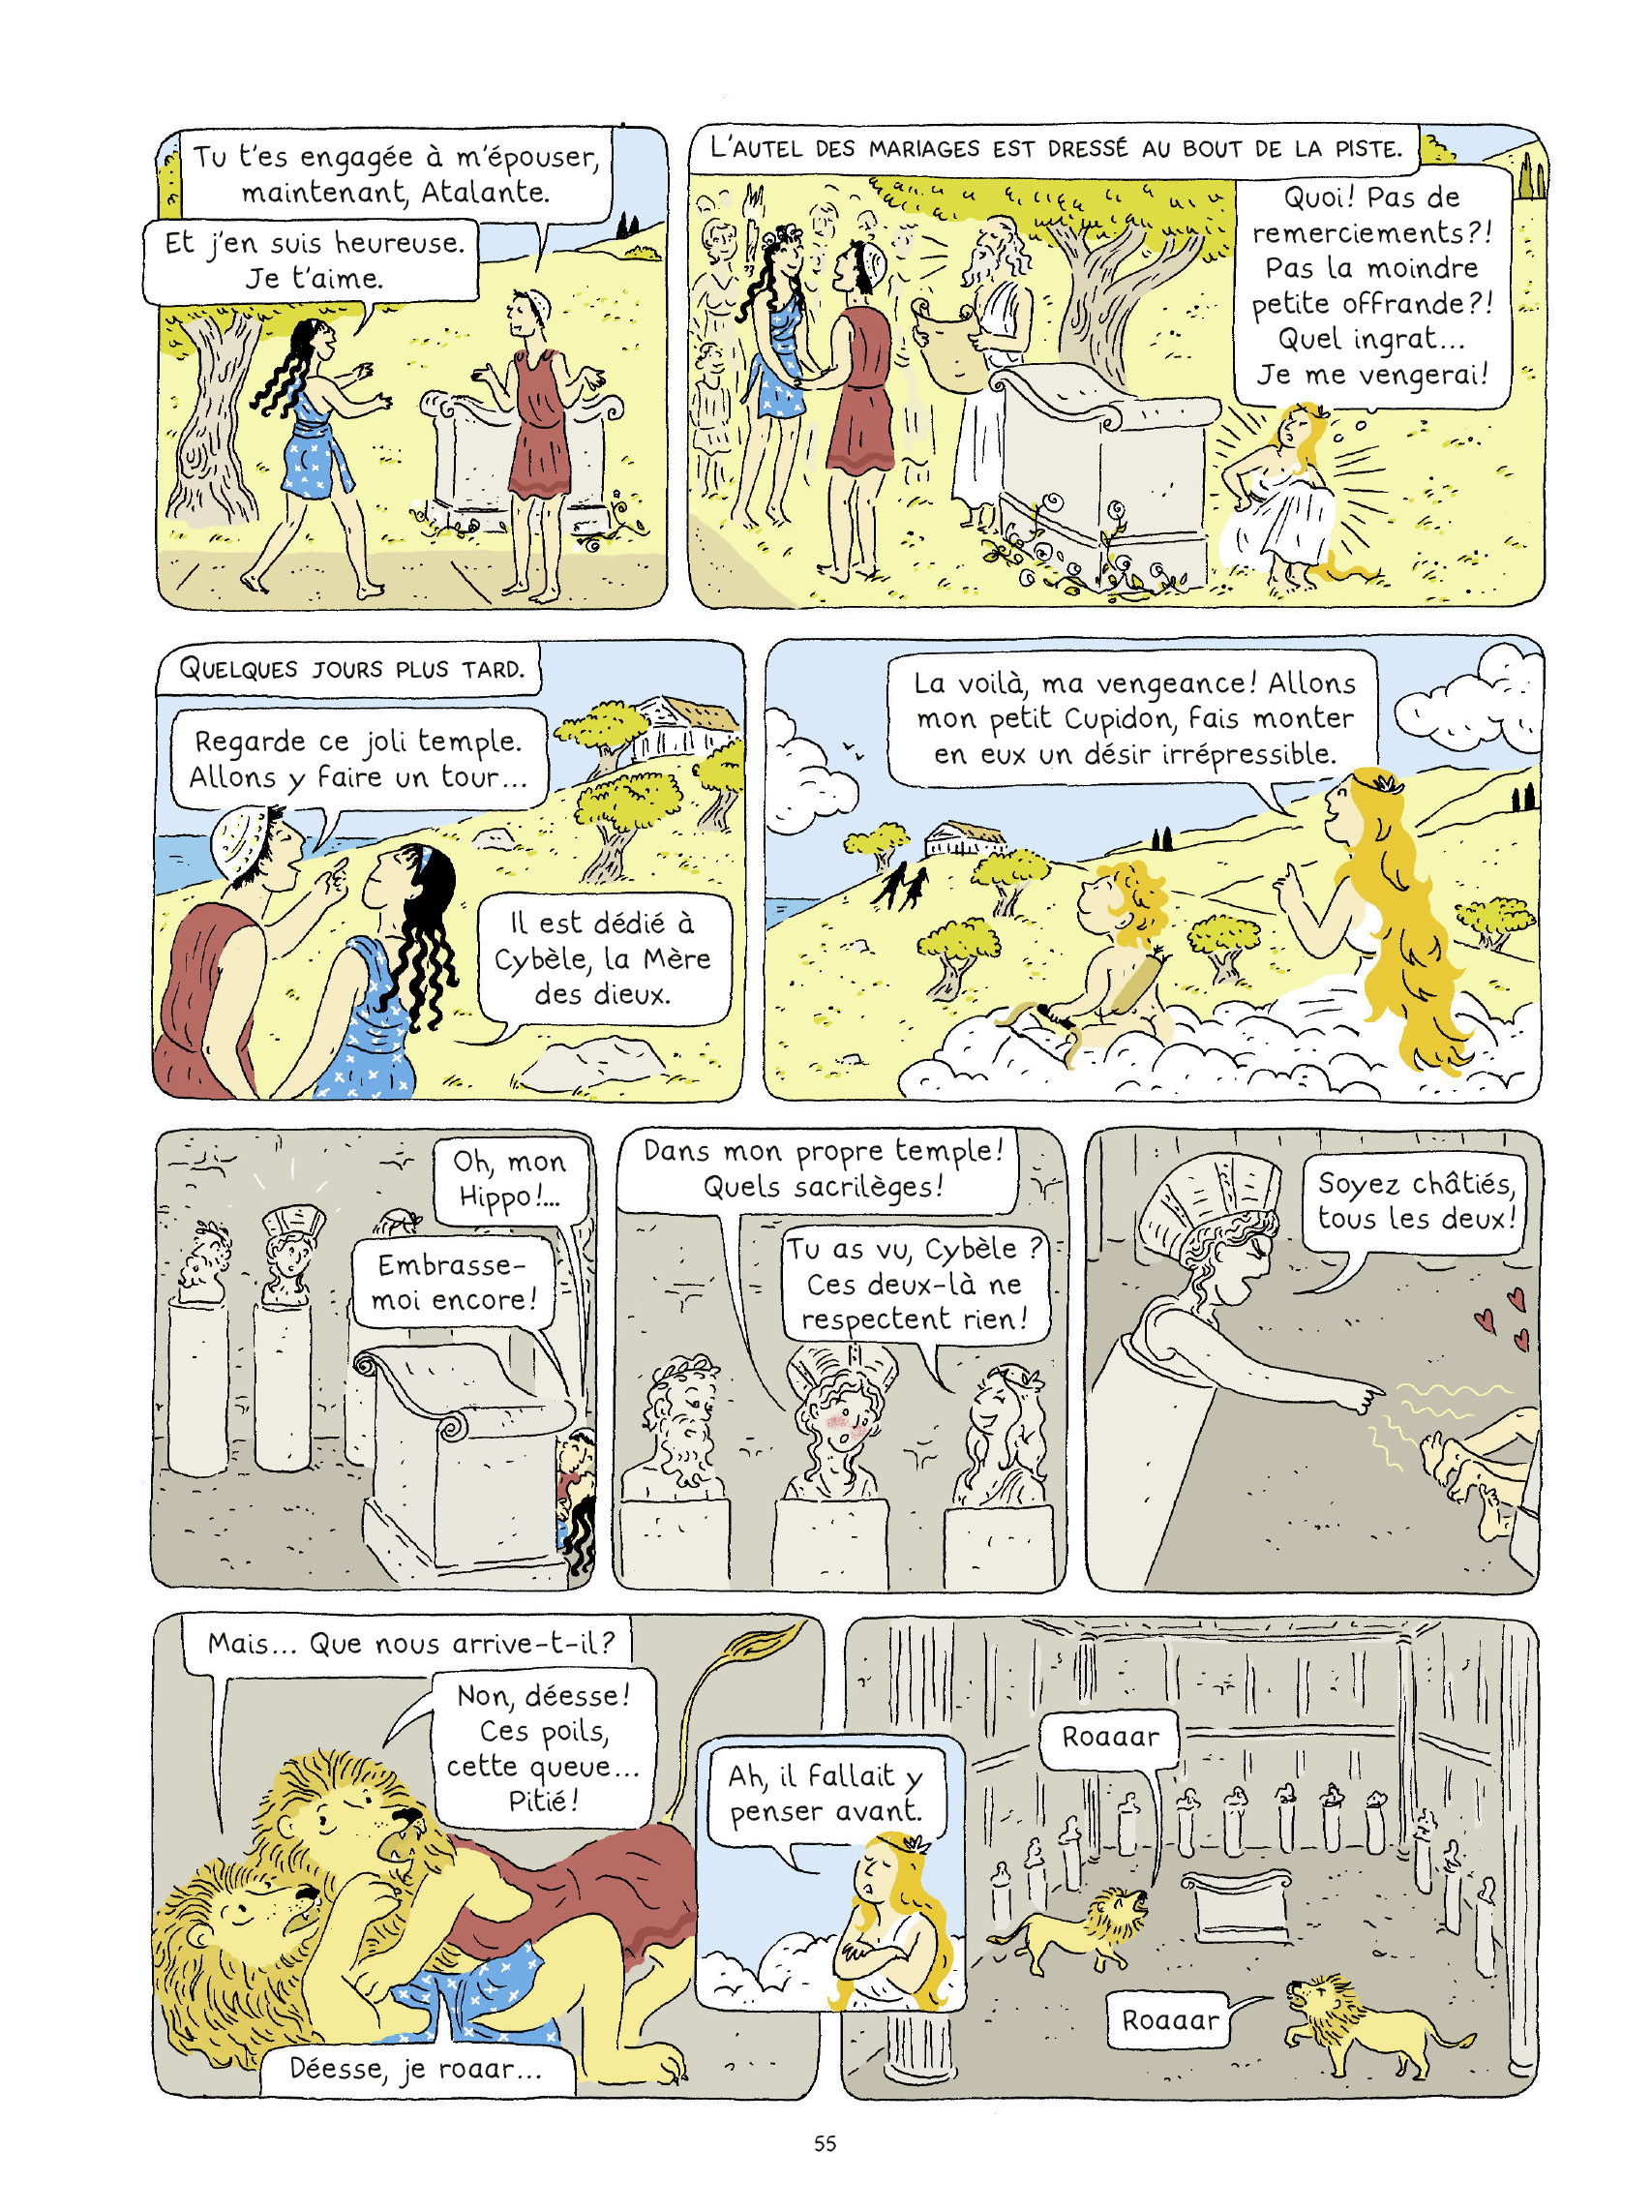 Tu t'es engagée à m'épouser,
maintenant, Atalante.
Et j'en suis heureuse.
Je t'aime.
L'AUTEL DES MARIAGES EST DRESSÉ AU BOUT DE LA PISTE.
Quoi! Pas de
remerciements?!
Pas la moindre
petite offrande?!
Quel ingrat...
Je me vengerai!
QUELQUES JOURS PLUS TARD.
Regarde ce joli temple.
Allons y faire un tour...
Il est dédié à
Cybèle, la Mère
des dieux.
La voilà, ma vengeance! Allons
mon petit Cupidon, fais monter
en eux un désir irrépressible.
Oh, mon
Hippo!...
Embrasse-
moi encore!
Dans mon propre temple!
Quels sacrilèges!
Tu as vu, Cybèle ?
Ces deux-là ne
respectent rien!
Soyez châtiés,
tous les deux!
Mais... Que nous arrive-t-il?
Non, déesse!
Ces poils,
cette queue...
Pitié!
Déesse, je roaar...
Ah, il fallait y
penser avant.
Roaaar
Roaaar
55